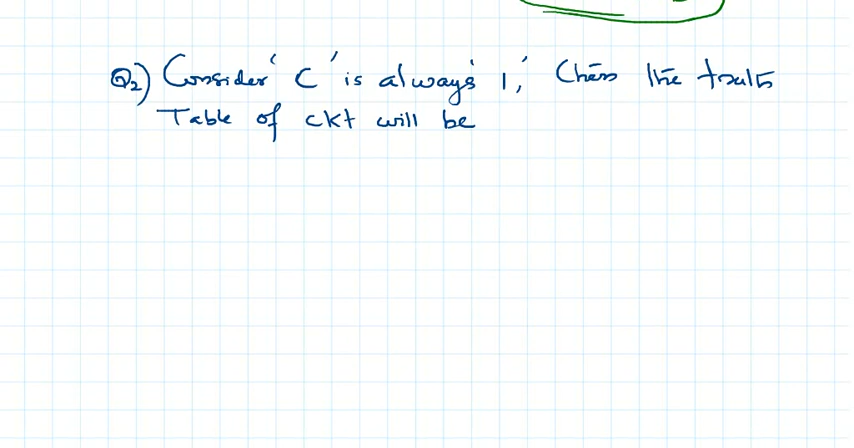 Q2) Consider 'C' is always '1', then the truth
Table of ckt will be